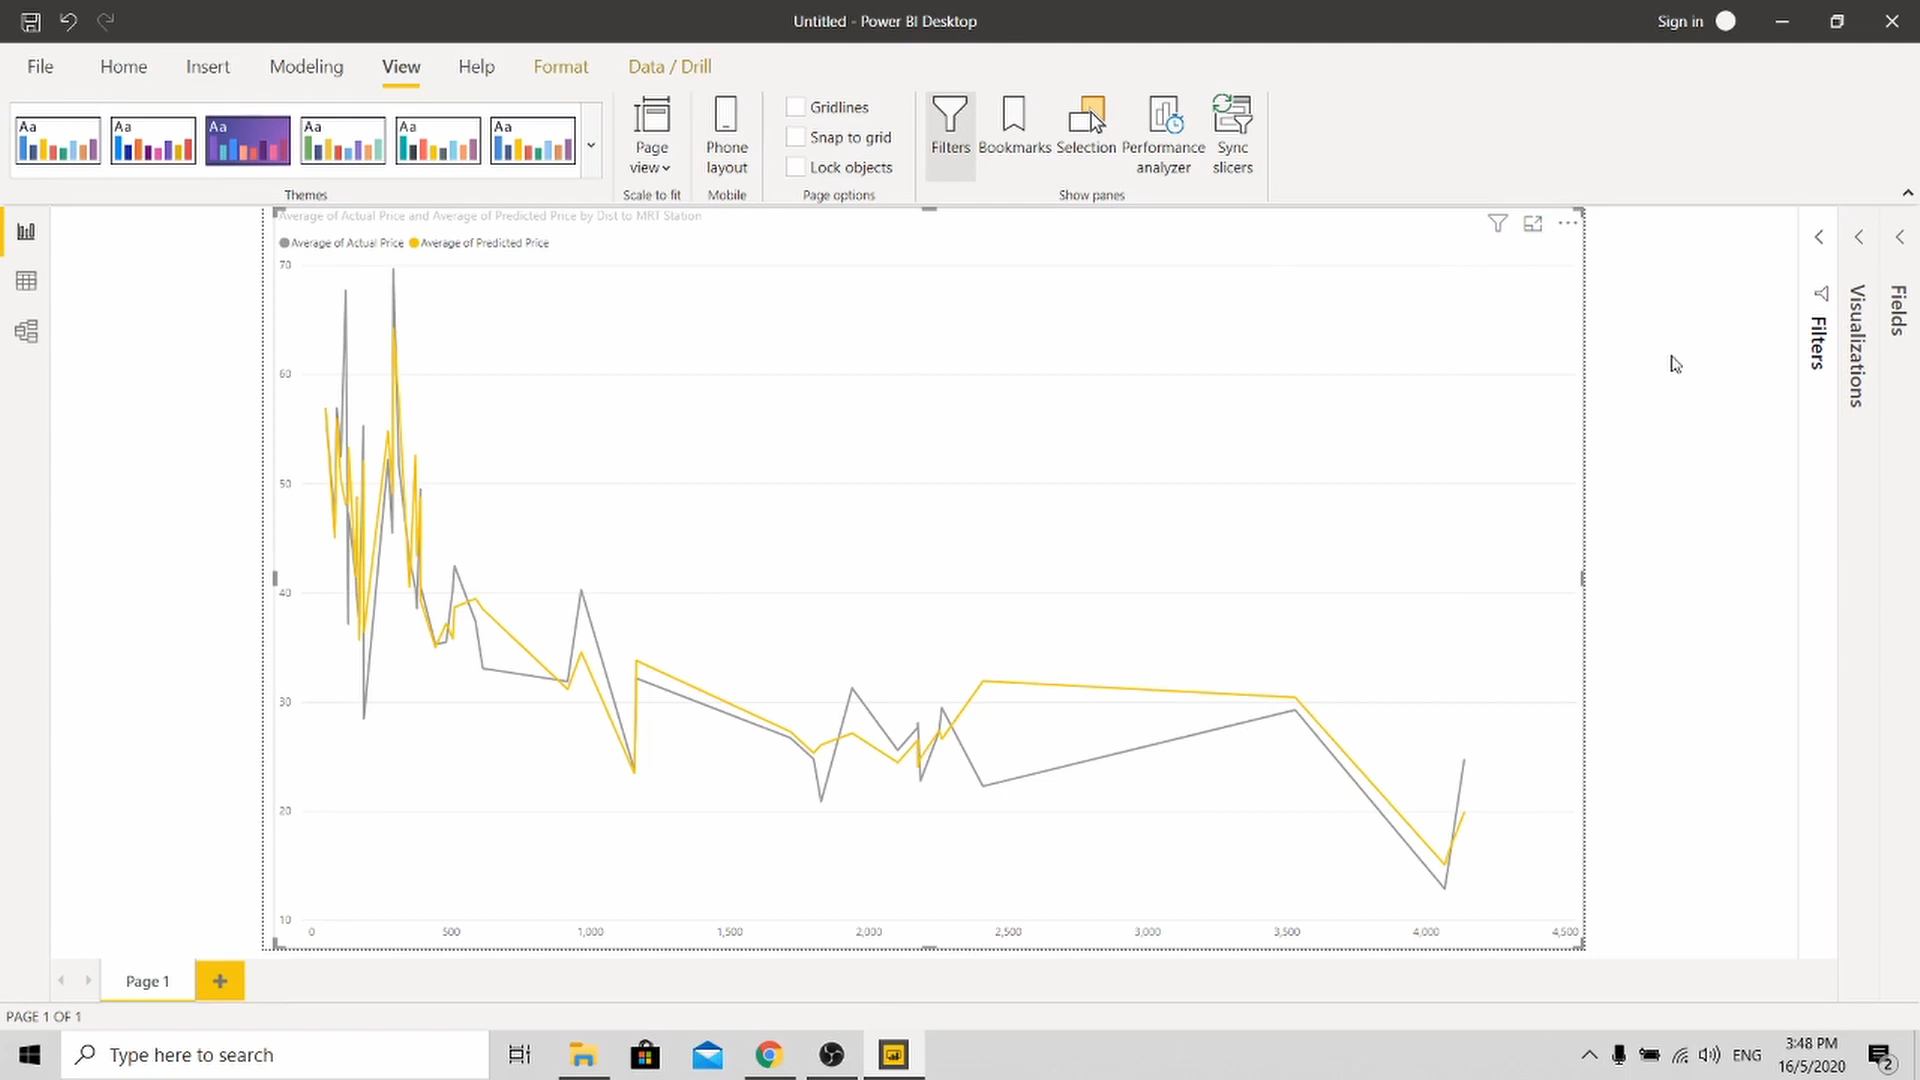 Untitled - Power BI Desktop
Sign in
File Home Insert Modeling View Help Format Data / Drill
Aa Aa Aa Aa Aa Aa
Page view
Phone layout
Gridlines
Snap to grid
Lock objects
Filters
Bookmarks
Selection
Performance analyzer
Sync slicers
Themes
Scale to fit
Mobile
Page options
Show panes
Average of Actual Price and Average of Predicted Price by Dist to MRT Station
Average of Actual Price Average of Predicted Price
70
60
50
40
30
20
10
0 500 1,000 1,500 2,000 2,500 3,000 3,500 4,000 4,500
Filters
Visualizations
Fields
Page 1
PAGE 1 OF 1
Type here to search
ENG
3:48 PM
16/5/2020
2